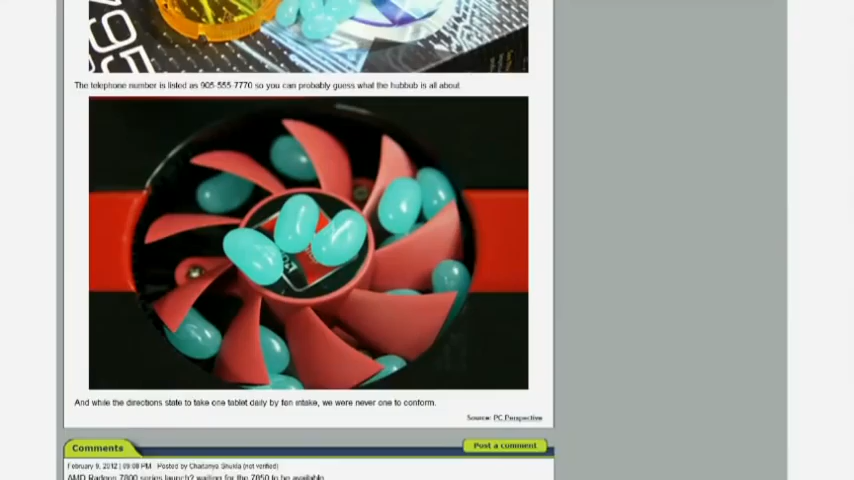 795
The telephone number is listed as 905-555-7770 so you can probably guess what the hubbub is all about.
And while the directions state to take one tablet daily by fan intake, we were never one to conform.
Source: PC Perspective
Comments
Post a comment
February 9, 2012 | 09:08 PM - Posted by Chaitanya Shukla (not verified)
AMD Radeon 7800 series launch? waiting for the 7850 to be available